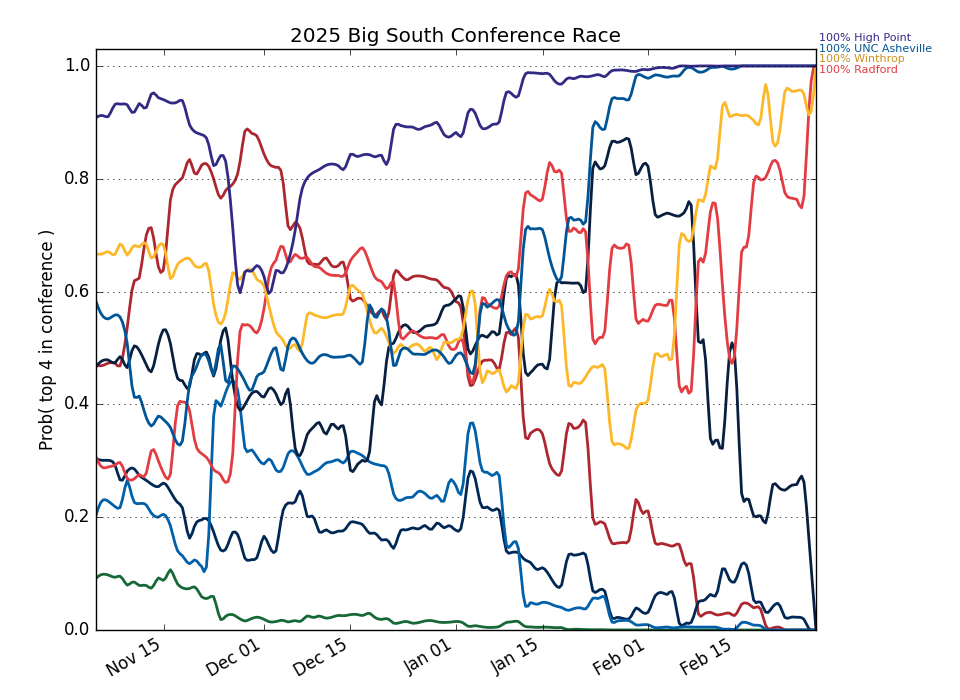 2025 Big South Conference Race
100% High Point
100% UNC Asheville
100% Winthrop
100% Radford
Prob( top 4 in conference )
1.0
0.8
0.6
0.4
0.2
0.0
Nov 15
Dec 01
Dec 15
Jan 01
Jan 15
Feb 01
Feb 15